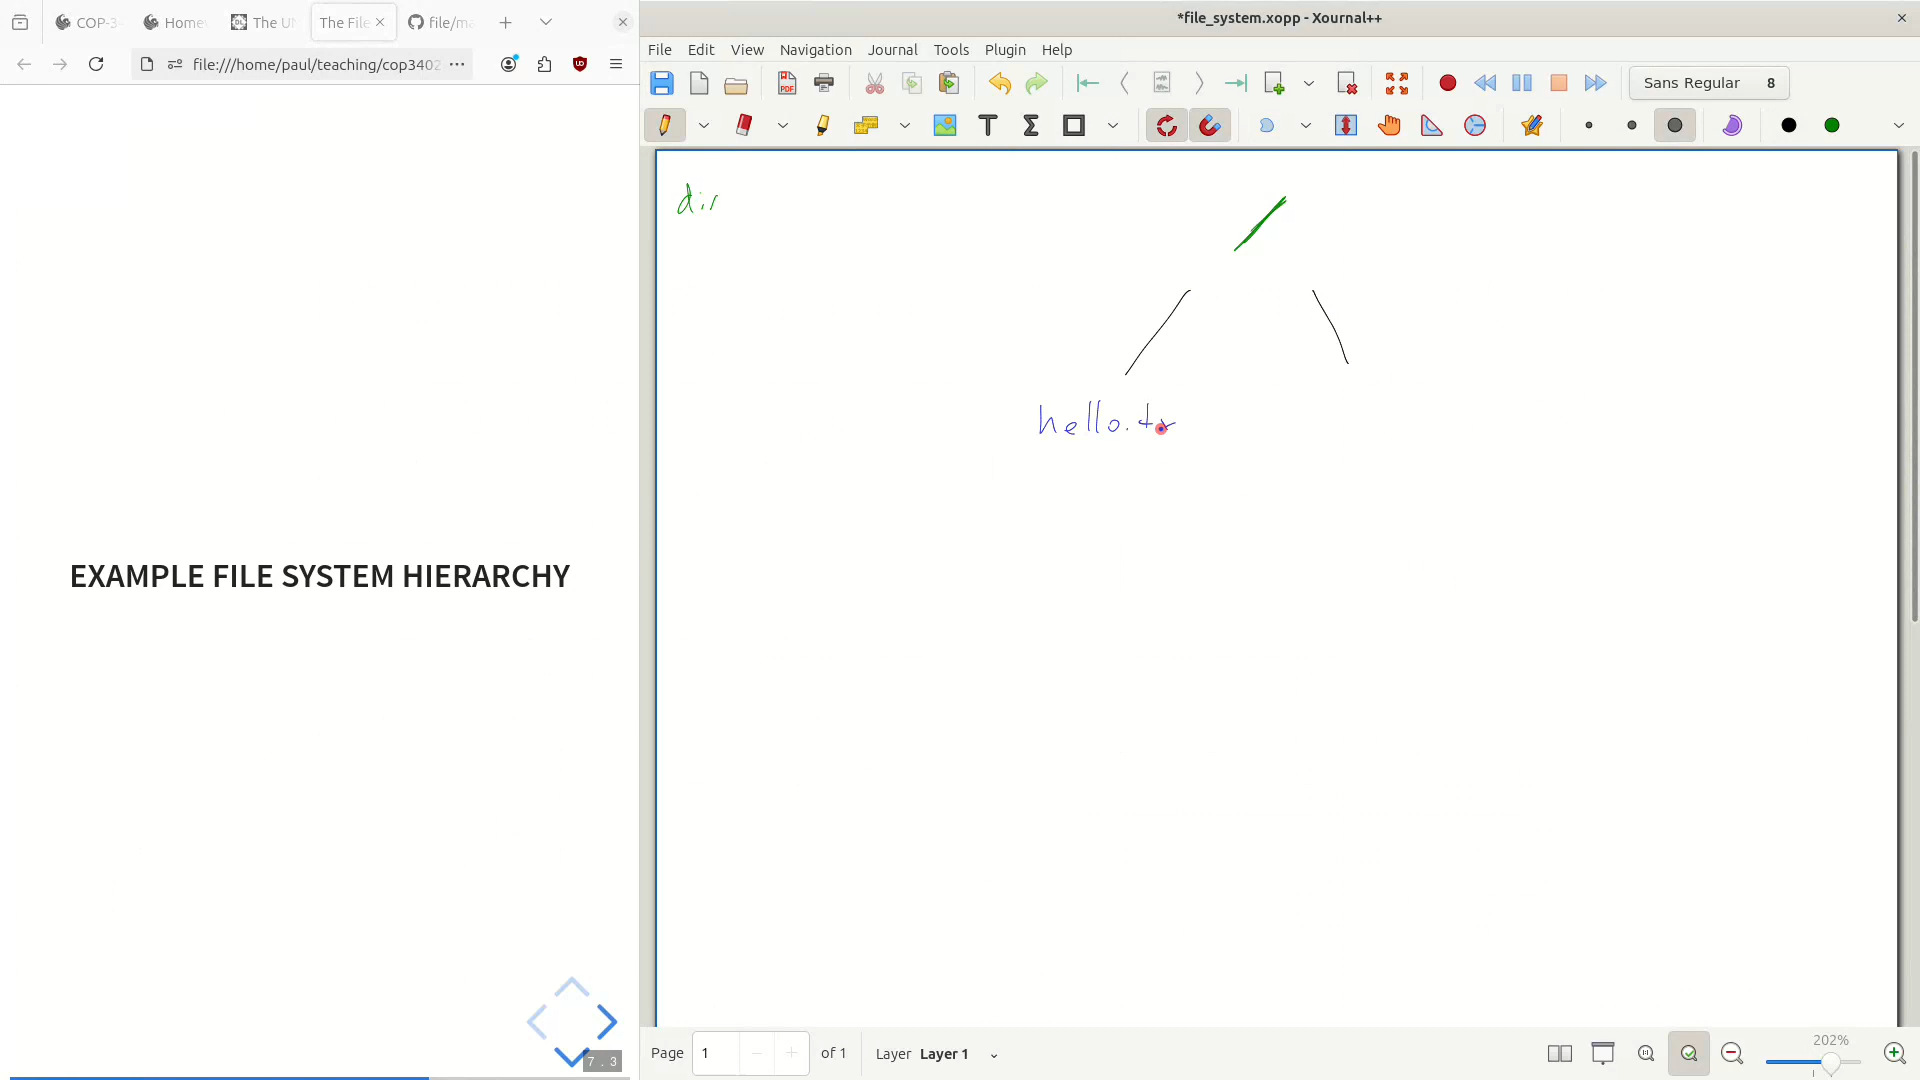 COP-3
Home
The UN
The File
file/ma
file:///home/paul/teaching/cop3402
EXAMPLE FILE SYSTEM HIERARCHY
7 . 3
*file_system.xopp - Xournal++
File Edit View Navigation Journal Tools Plugin Help
Sans Regular 8
dir
/
hello.tx
Page 1 of 1 Layer Layer 1
202%